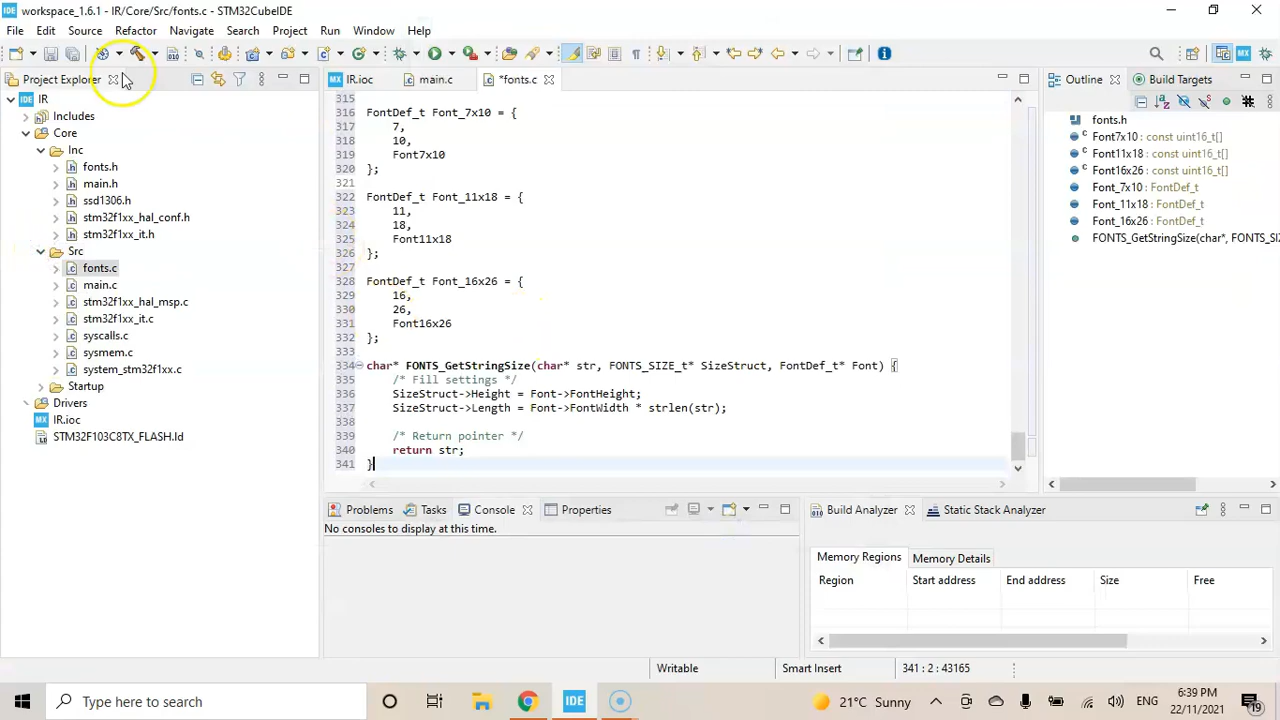 workspace_1.6.1 - IR/Core/Src/fonts.c - STM32CubeIDE
File Edit Source Refactor Navigate Search Project Run Window Help
Project Explorer
IR
Includes
Core
Inc
fonts.h
main.h
ssd1306.h
stm32f1xx_hal_conf.h
stm32f1xx_it.h
Src
fonts.c
main.c
stm32f1xx_hal_msp.c
stm32f1xx_it.c
syscalls.c
sysmem.c
system_stm32f1xx.c
Startup
Drivers
IR.ioc
STM32F103C8TX_FLASH.ld
IR.ioc main.c *fonts.c
315
316 FontDef_t Font_7x10 = {
317 7,
318 10,
319 Font7x10
320 };
321
322 FontDef_t Font_11x18 = {
323 11,
324 18,
325 Font11x18
326 };
327
328 FontDef_t Font_16x26 = {
329 16,
330 26,
331 Font16x26
332 };
333
334 char* FONTS_GetStringSize(char* str, FONTS_SIZE_t* SizeStruct, FontDef_t* Font) {
335 /* Fill settings */
336 SizeStruct->Height = Font->FontHeight;
337 SizeStruct->Length = Font->FontWidth * strlen(str);
338
339 /* Return pointer */
340 return str;
341 }
Outline Build Targets
fonts.h
Font7x10 : const uint16_t[]
Font11x18 : const uint16_t[]
Font16x26 : const uint16_t[]
Font_7x10 : FontDef_t
Font_11x18 : FontDef_t
Font_16x26 : FontDef_t
FONTS_GetStringSize(char*, FONTS_SI
Problems Tasks Console Properties
No consoles to display at this time.
Build Analyzer Static Stack Analyzer
Memory Regions Memory Details
Region Start address End address Size Free
Writable Smart Insert 341 : 2 : 43165
Type here to search
IDE
21°C Sunny
ENG
6:39 PM
22/11/2021
19